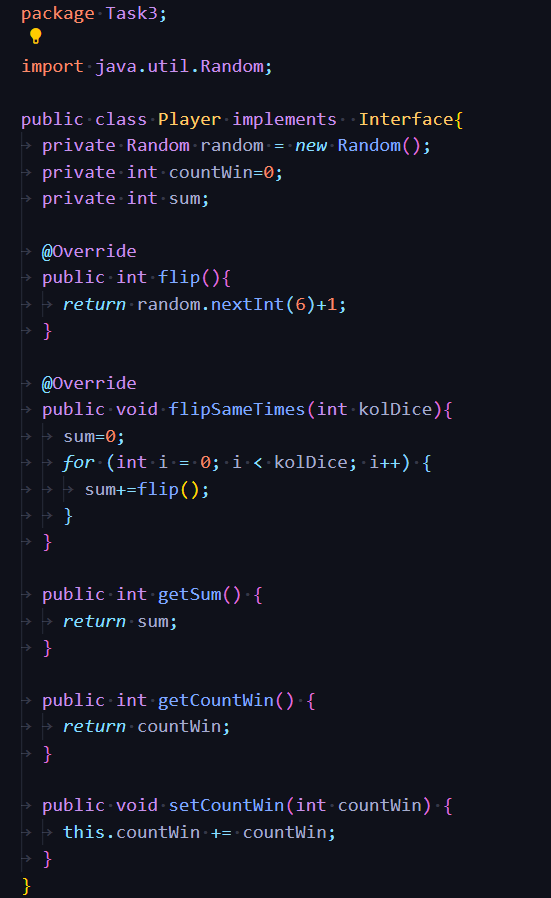 package Task3;
import java.util.Random;
public class Player implements  Interface{
private Random random = new Random();
private int countWin=0;
private int sum;
@Override
public int flip(){
return random.nextInt(6)+1;
}
@Override
public void flipSameTimes(int kolDice){
sum=0;
for (int i = 0; i < kolDice; i++) {
sum+=flip();
}
}
public int getSum() {
return sum;
}
public int getCountWin() {
return countWin;
}
public void setCountWin(int countWin) {
this.countWin += countWin;
}
}